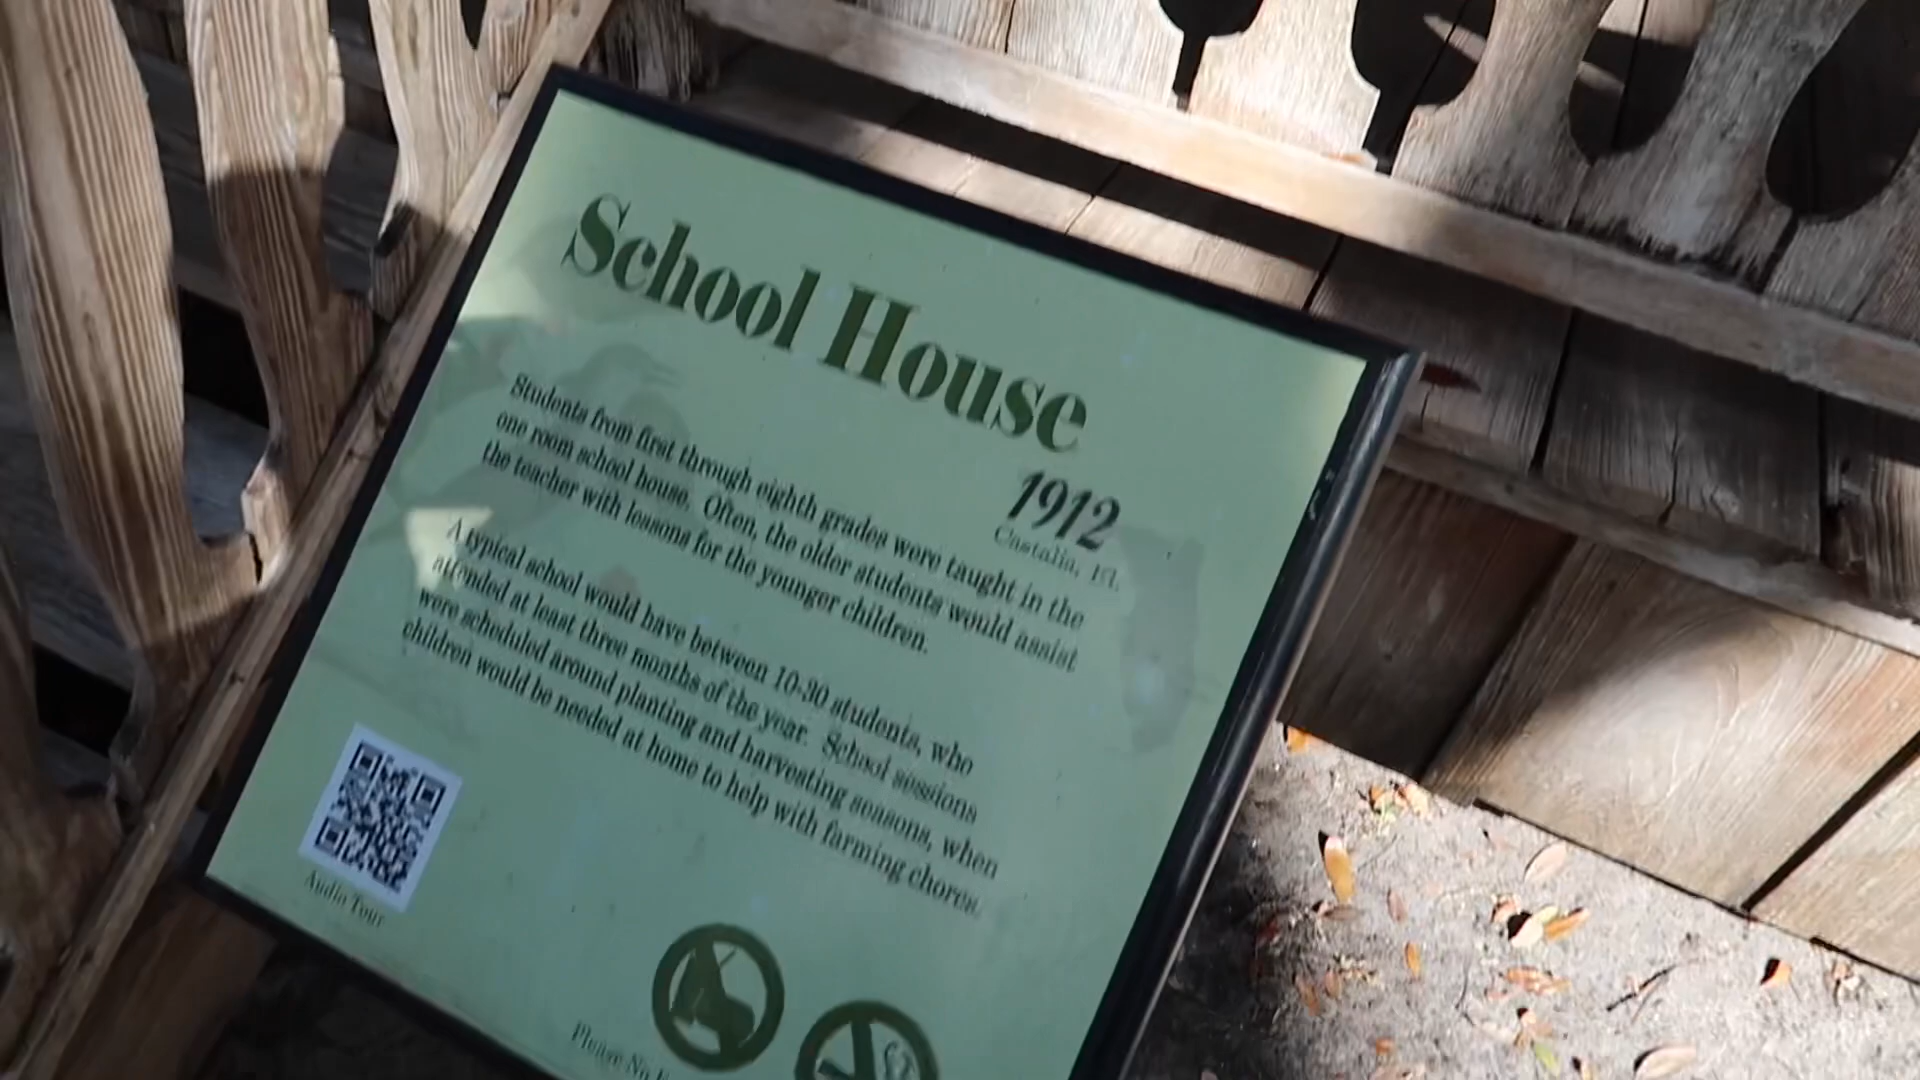 School House
1912
Castalia, FL
Students from first through eighth grades were taught in the
one room school house. Often, the older students would assist
the teacher with lessons for the younger children.
A typical school would have between 10-30 students, who
attended at least three months of the year. School sessions
were scheduled around planting and harvesting seasons, when
children would be needed at home to help with farming chores.
Audio Tour
Please No